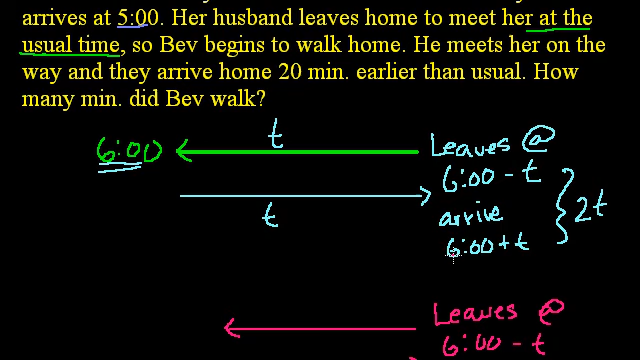 arrives at 5:00. Her husband leaves home to meet her at the
usual time, so Bev begins to walk home. He meets her on the
way and they arrive home 20 min. earlier than usual. How
many min. did Bev walk?
t
6:00
Leaves @
6:00 - t
t
arrive
2t
6:00 + t
Leaves @
6:00 - t